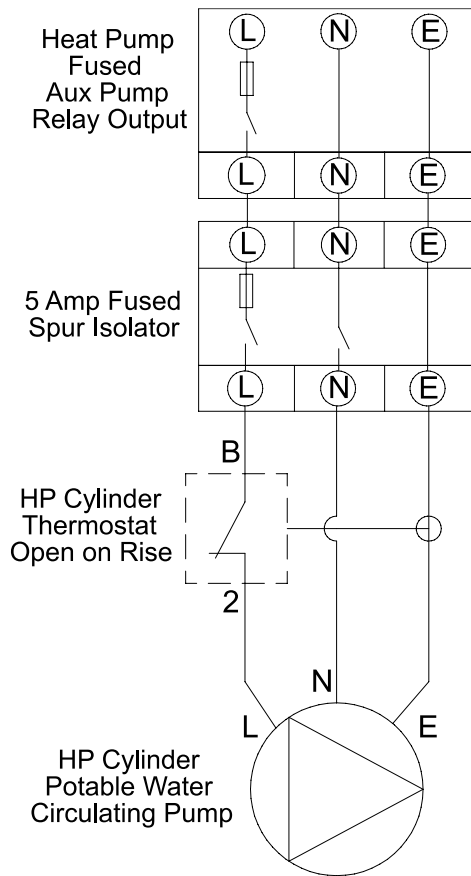 L N E
Heat Pump
Fused
Aux Pump
Relay Output
L N E
L N E
5 Amp Fused
Spur Isolator
L N E
B
HP Cylinder
Thermostat
Open on Rise
2
N
L E
HP Cylinder
Potable Water
Circulating Pump